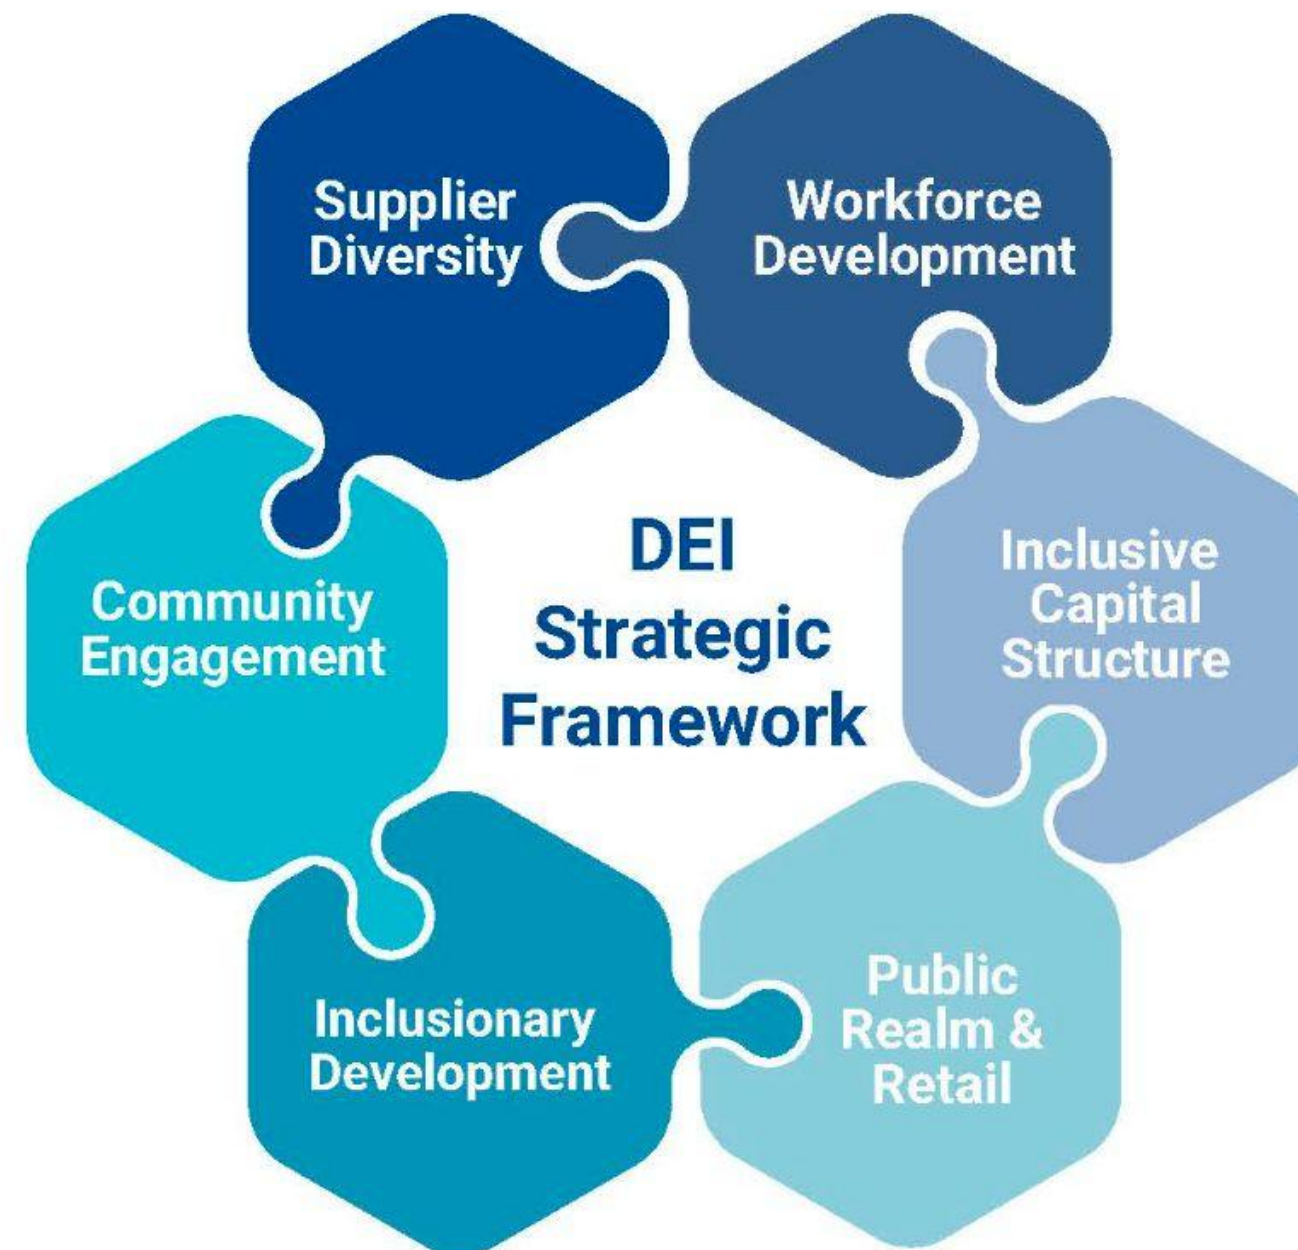 Supplier
Diversity
Workforce
Development
Community
Engagement
DEI
Strategic
Framework
Inclusive
Capital
Structure
Inclusionary
Development
Public
Realm &
Retail